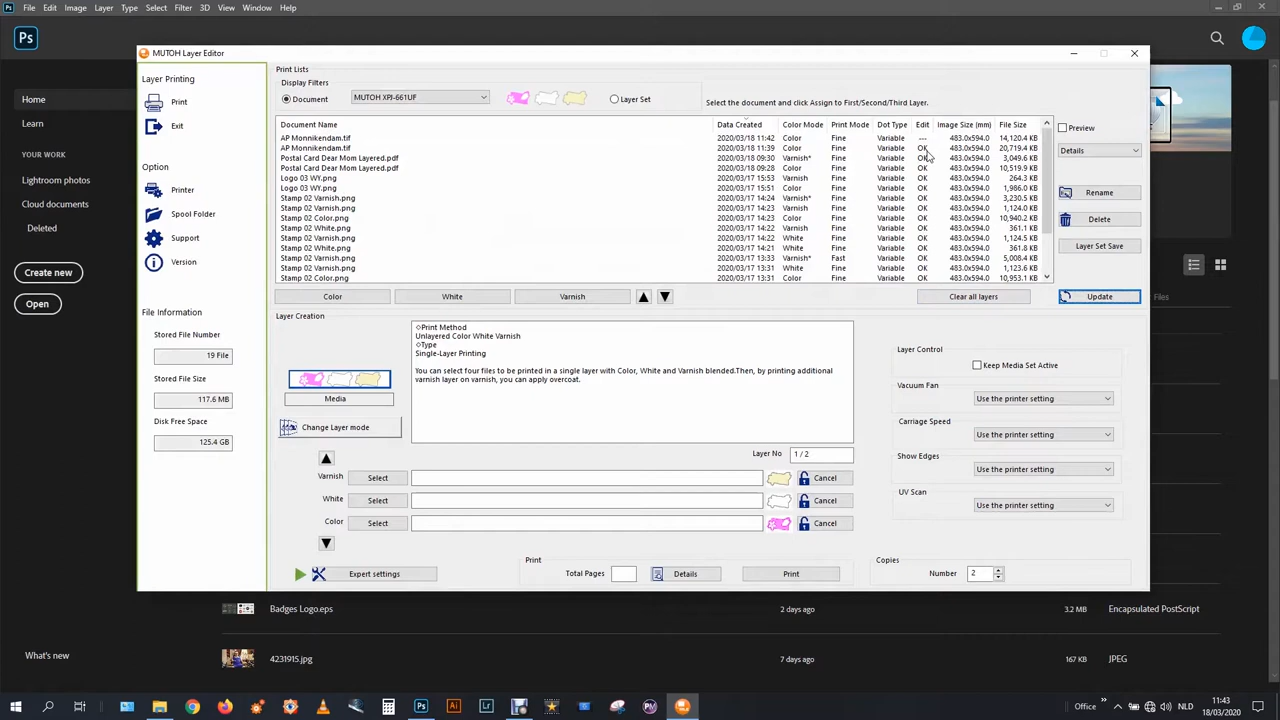 Ps File Edit Image Layer Type Select Filter 3D View Window Help
Ps
MUTOH Layer Editor
Home
Learn
YOUR WORK
Lightroom photos
Cloud documents
Deleted
Create new
Open
What's new
Layer Printing
Print
Exit
Option
Printer
Spool Folder
Support
Version
File Information
Stored File Number
19 File
Stored File Size
117.6 MB
Disk Free Space
125.4 GB
Print Lists
Display Filters
Document MUTOH XPJ-661UF Layer Set
Select the document and click Assign to First/Second/Third Layer.
Document Name Data Created Color Mode Print Mode Dot Type Edit Image Size (mm) File Size
AP Monnikendam.tif 2020/03/18 11:42 Color Fine Variable --- 483.0x594.0 14,120.4 KB
AP Monnikendam.tif 2020/03/18 11:39 Color Fine Variable OK 483.0x594.0 20,719.4 KB
Postal Card Dear Mom Layered.pdf 2020/03/18 09:30 Varnish* Fine Variable OK 483.0x594.0 3,049.6 KB
Postal Card Dear Mom Layered.pdf 2020/03/18 09:28 Color Fine Variable OK 483.0x594.0 10,519.9 KB
Logo 03 WY.png 2020/03/17 15:53 Varnish Fine Variable OK 483.0x594.0 264.3 KB
Logo 03 WY.png 2020/03/17 15:51 Color Fine Variable OK 483.0x594.0 1,986.0 KB
Stamp 02 Varnish.png 2020/03/17 14:24 Varnish* Fine Variable OK 483.0x594.0 3,230.5 KB
Stamp 02 Varnish.png 2020/03/17 14:23 Varnish Fine Variable OK 483.0x594.0 1,124.0 KB
Stamp 02 Color.png 2020/03/17 14:23 Color Fine Variable OK 483.0x594.0 10,940.2 KB
Stamp 02 White.png 2020/03/17 14:22 Varnish Fine Variable OK 483.0x594.0 361.1 KB
Stamp 02 Varnish.png 2020/03/17 14:22 White Fine Variable OK 483.0x594.0 1,124.5 KB
Stamp 02 White.png 2020/03/17 14:21 White Fine Variable OK 483.0x594.0 361.8 KB
Stamp 02 Varnish.png 2020/03/17 13:33 Varnish* Fast Variable OK 483.0x594.0 5,008.4 KB
Stamp 02 Varnish.png 2020/03/17 13:33 White Fine Variable OK 483.0x594.0 1,123.6 KB
Stamp 02 Color.png 2020/03/17 13:31 Color Fine Variable OK 483.0x594.0 10,953.1 KB
Preview
Details
Rename
Delete
Layer Set Save
Color White Varnish Clear all layers Update
Layer Creation
◇Print Method
Unlayered Color White Varnish
◇Type
Single-Layer Printing
You can select four files to be printed in a single layer with Color, White and Varnish blended.Then, by printing additional
varnish layer on varnish, you can apply overcoat.
Media
Change Layer mode
Layer No 1 / 2
Varnish Select Cancel
White Select Cancel
Color Select Cancel
Layer Control
Keep Media Set Active
Vacuum Fan
Use the printer setting
Carriage Speed
Use the printer setting
Show Edges
Use the printer setting
UV Scan
Use the printer setting
Expert settings
Print
Total Pages Details Print
Copies
Number 2
Files
Badges Logo.eps 2 days ago 3.2 MB Encapsulated PostScript
4231915.jpg 7 days ago 167 KB JPEG
Ps Ai Lr PM Office NLD
11:43
18/03/2020